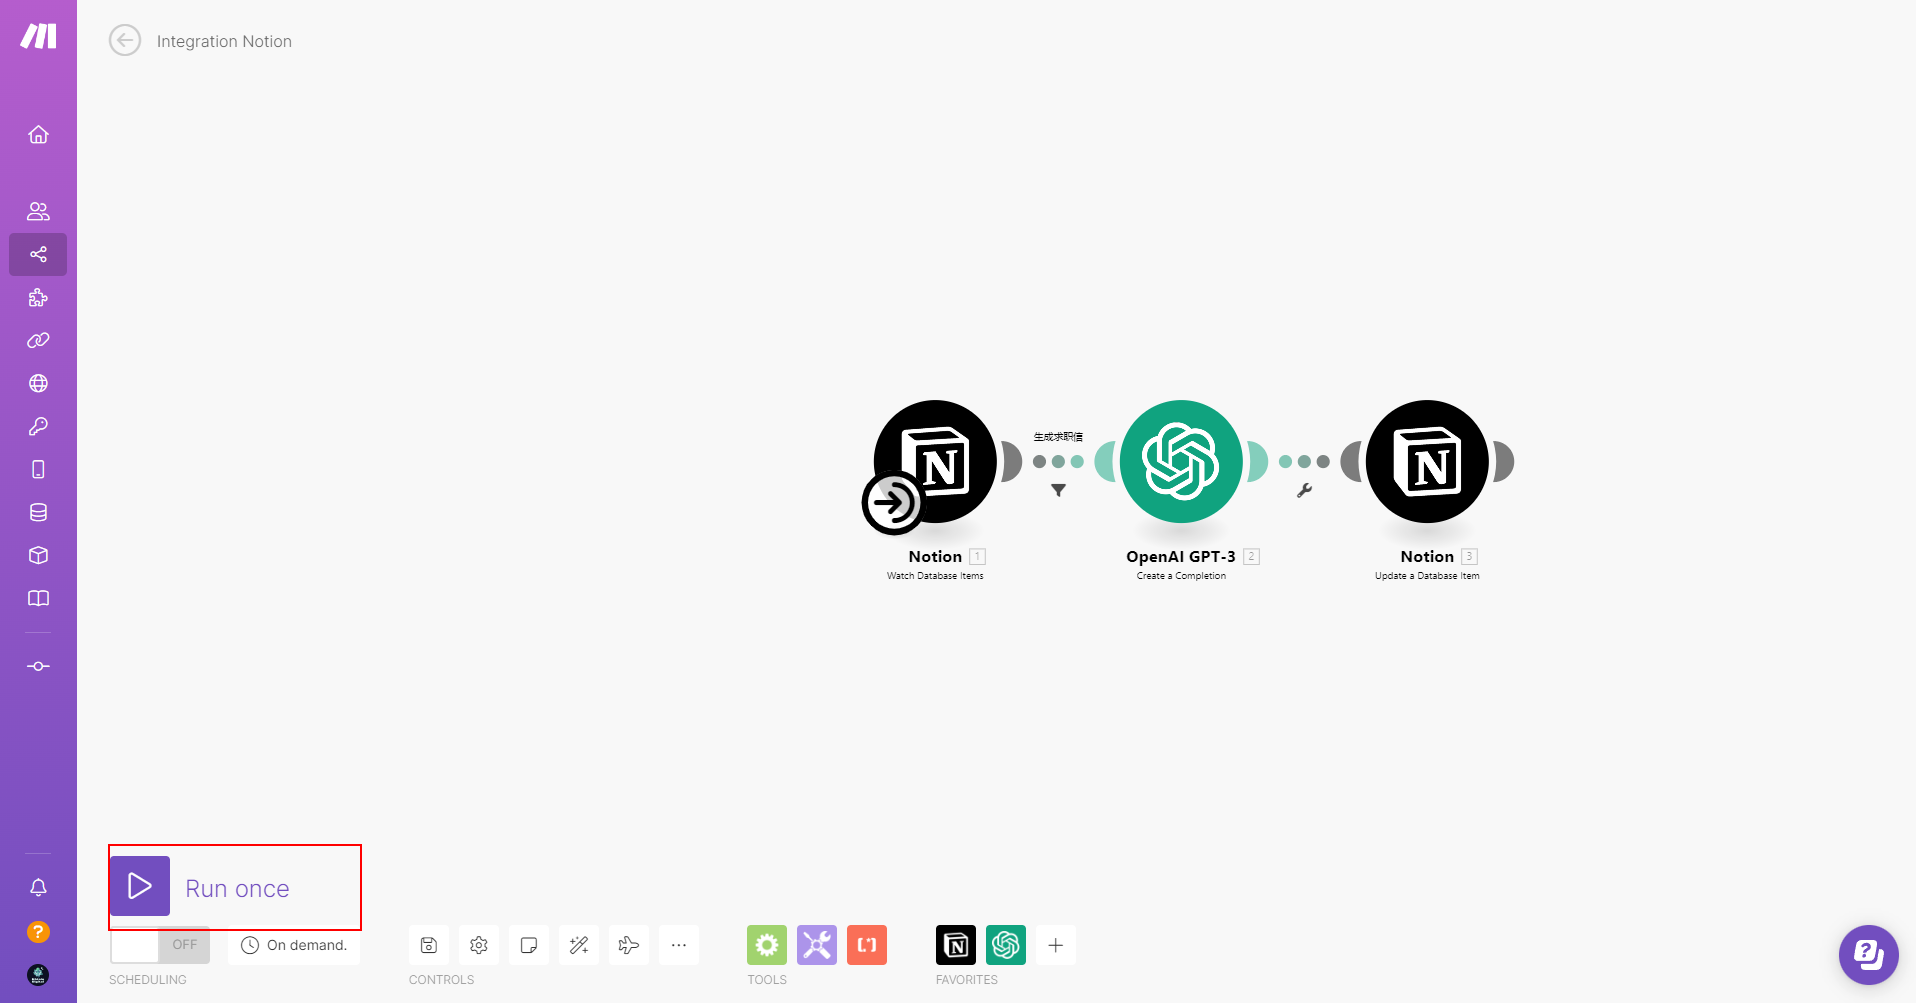 Integration Notion
生成求职信
Notion 1
Watch Database Items
OpenAI GPT-3 2
Create a Completion
Notion 3
Update a Database Item
Run once
OFF
On demand.
SCHEDULING
CONTROLS
TOOLS
FAVORITES